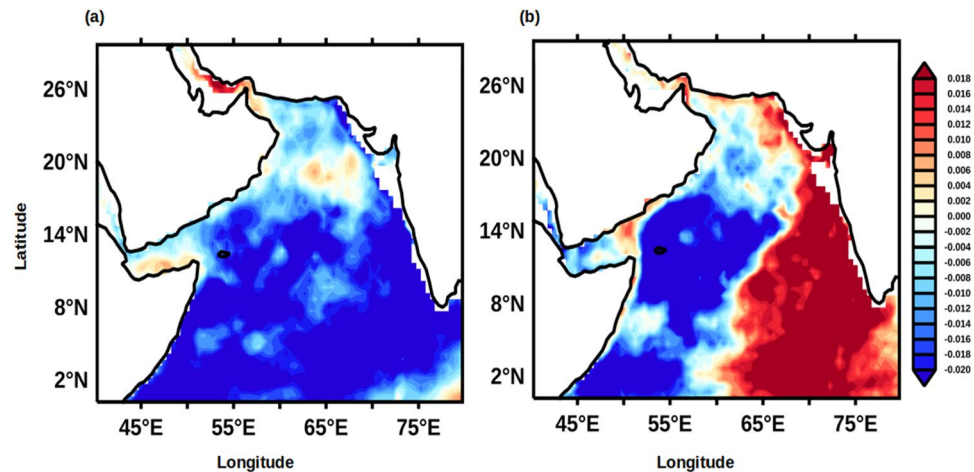 (a)
(b)
Latitude
26°N
20°N
14°N
8°N
2°N
45°E 55°E 65°E 75°E
Longitude
26°N
20°N
14°N
8°N
2°N
45°E 55°E 65°E 75°E
Longitude
0.018
0.016
0.014
0.012
0.010
0.008
0.006
0.004
0.002
0.000
-0.002
-0.004
-0.006
-0.008
-0.010
-0.012
-0.014
-0.016
-0.018
-0.020